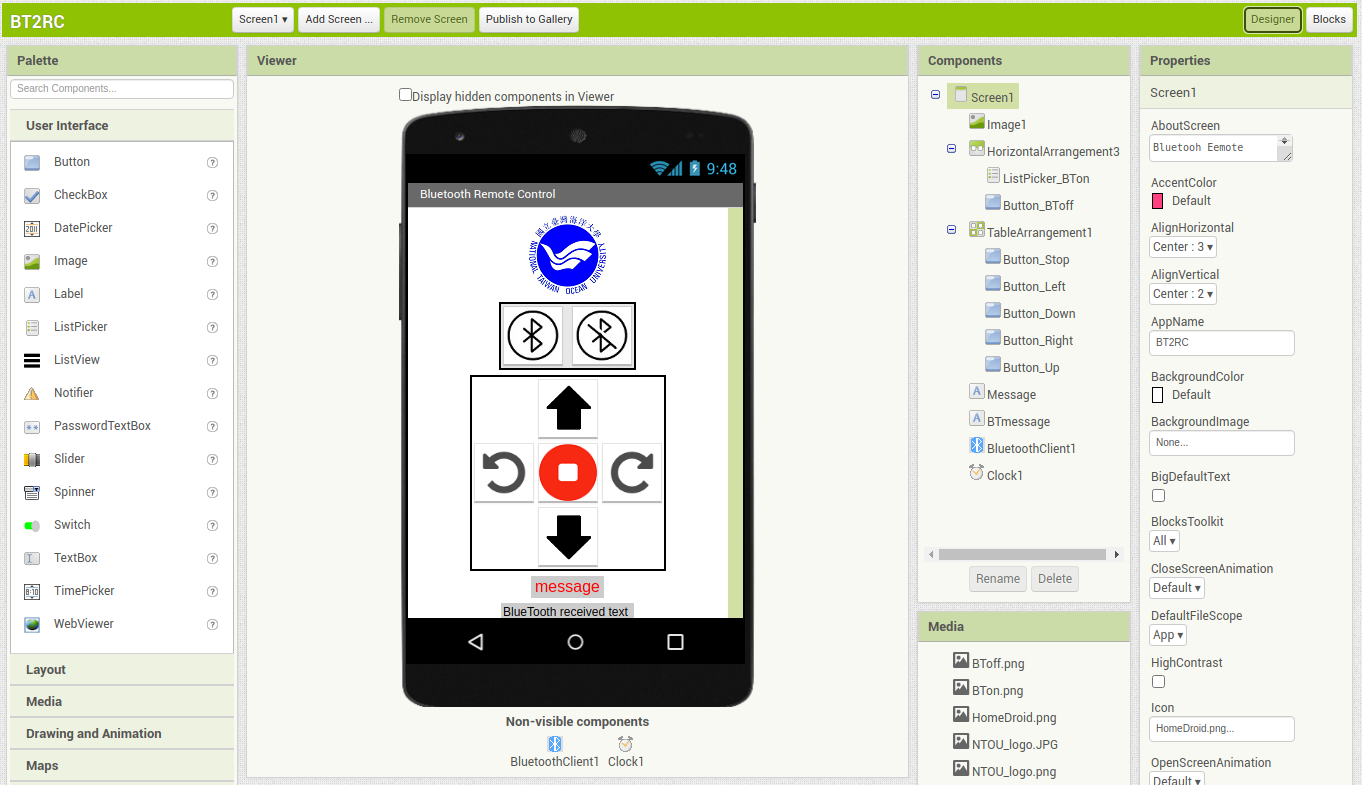 BT2RC
Screen1 ▾
Add Screen ...
Remove Screen
Publish to Gallery
Designer
Blocks
Palette
Search Components...
User Interface
Button ?
CheckBox ?
DatePicker ?
Image ?
Label ?
ListPicker ?
ListView ?
Notifier ?
PasswordTextBox ?
Slider ?
Spinner ?
Switch ?
TextBox ?
TimePicker ?
WebViewer ?
Layout
Media
Drawing and Animation
Maps
Viewer
Display hidden components in Viewer
9:48
Bluetooth Remote Control
國立臺灣海洋大學
NATIONAL TAIWAN OCEAN UNIVERSITY
message
BlueTooth received text
Non-visible components
BluetoothClient1
Clock1
Components
Screen1
Image1
HorizontalArrangement3
ListPicker_BTon
Button_BToff
TableArrangement1
Button_Stop
Button_Left
Button_Down
Button_Right
Button_Up
Message
BTmessage
BluetoothClient1
Clock1
Rename
Delete
Media
BToff.png
BTon.png
HomeDroid.png
NTOU_logo.JPG
NTOU_logo.png
Properties
Screen1
AboutScreen
Bluetooh Eemote
AccentColor
Default
AlignHorizontal
Center : 3 ▾
AlignVertical
Center : 2 ▾
AppName
BT2RC
BackgroundColor
Default
BackgroundImage
None...
BigDefaultText
BlocksToolkit
All ▾
CloseScreenAnimation
Default ▾
DefaultFileScope
App ▾
HighContrast
Icon
HomeDroid.png...
OpenScreenAnimation
Default ▾